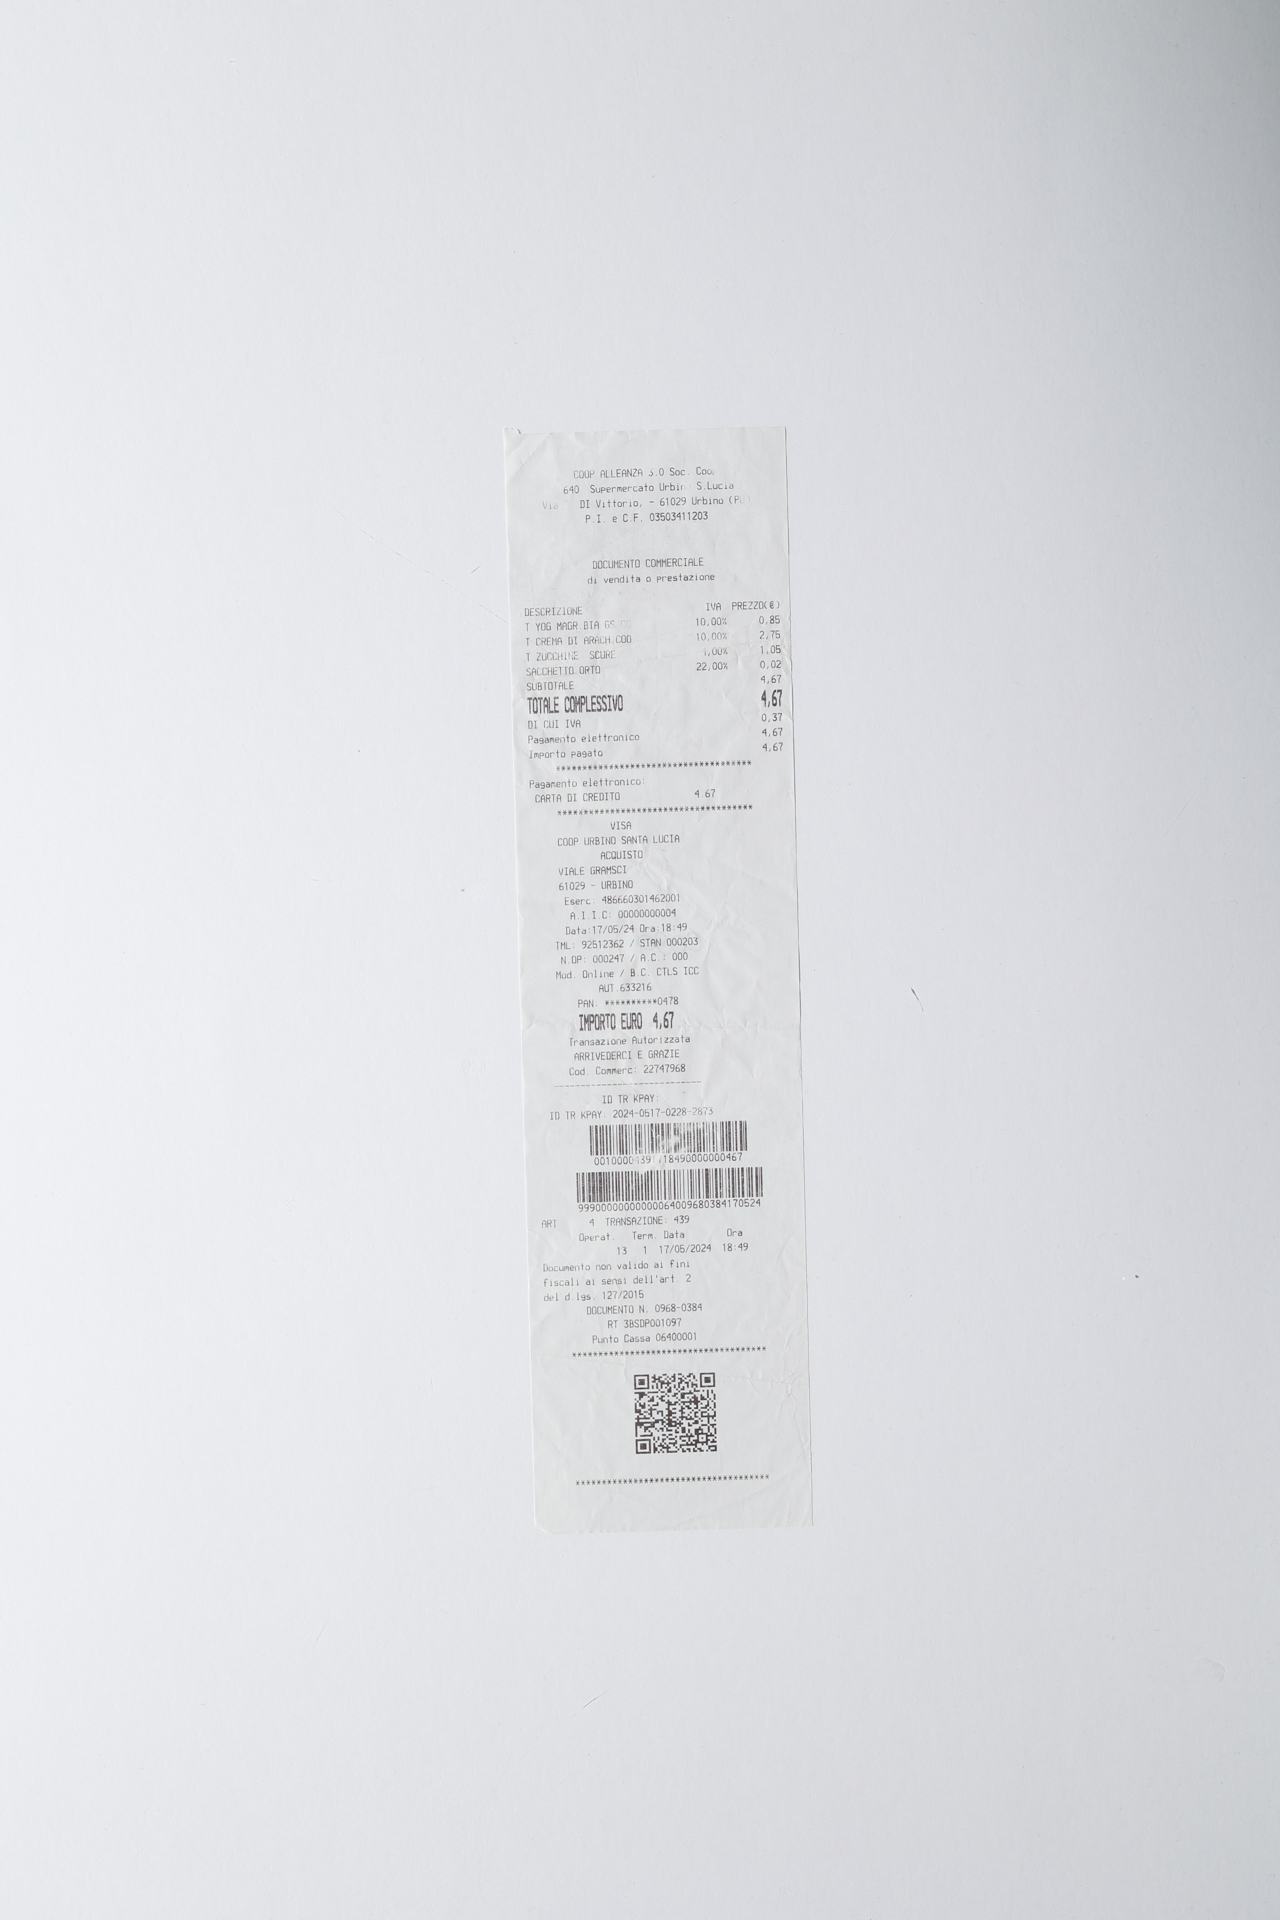 COOP ALLEANZA 3.0 Soc. Coop
640 Supermercato Urbin S.Lucia
Via DI Vittorio, - 61029 Urbino (P
P.I. e C.F. 03503411203
DOCUMENTO COMMERCIALE
di vendita o prestazione
DESCRIZIONE IVA PREZZO(€)
T YOG MAGR.BIA 10,00% 0,85
T CREMA DI ARACH.COO 10,00% 2,75
T ZUCCHINE SCURE ,00% 1,05
SACCHETTO ORTO 22,00% 0,02
SUBTOTALE 4,67
TOTALE COMPLESSIVO 4,67
DI CUI IVA 0,37
Pagamento elettronico 4,67
Importo pagato 4,67
*************************************
Pagamento elettronico:
CARTA DI CREDITO 4.67
*************************************
VISA
COOP URBINO SANTA LUCIA
ACQUISTO
VIALE GRAMSCI
61029 - URBINO
Eserc: 486660301462001
A.I.I.C: 00000000004
Data:17/05/24 Ora:18:49
TML: 92512362 / STAN 000203
N.OP: 000247 / A.C.: 000
Mod. Online / B.C. CTLS ICC
AUT.633216
PAN: **********0478
IMPORTO EURO 4,67
Transazione Autorizzata
ARRIVEDERCI E GRAZIE
Cod. Commerc: 22747968
----------------------------
ID TR KPAY:
ID TR KPAY: 2024-0517-0228-2873
18490000000467
9990000000000006400968038417​0524
ART 4 TRANSAZIONE: 439
Operat. Term. Data Ora
13 1 17/05/2024 18:49
Documento non valido ai fini
fiscali ai sensi dell'art. 2
del d.lgs. 127/2015
DOCUMENTO N. 0968-0384
RT 3BSDP001097
Punto Cassa 06400001
*************************************
*************************************